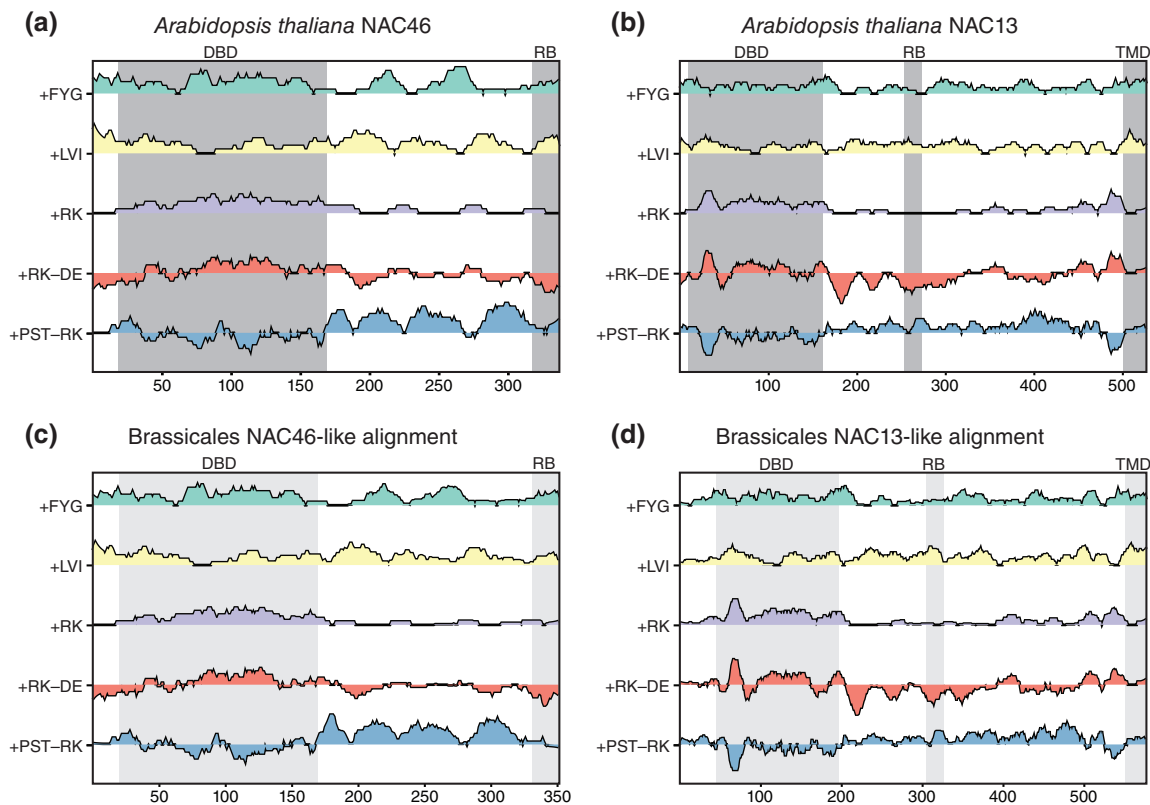 (a)
Arabidopsis thaliana NAC46
DBD
RB
+FYG
+LVI
+RK
+RK–DE
+PST–RK
50 100 150 200 250 300
(b)
Arabidopsis thaliana NAC13
DBD
RB
TMD
+FYG
+LVI
+RK
+RK–DE
+PST–RK
100 200 300 400 500
(c)
Brassicales NAC46-like alignment
DBD
RB
+FYG
+LVI
+RK
+RK–DE
+PST–RK
50 100 150 200 250 300 350
(d)
Brassicales NAC13-like alignment
DBD
RB
TMD
+FYG
+LVI
+RK
+RK–DE
+PST–RK
100 200 300 400 500